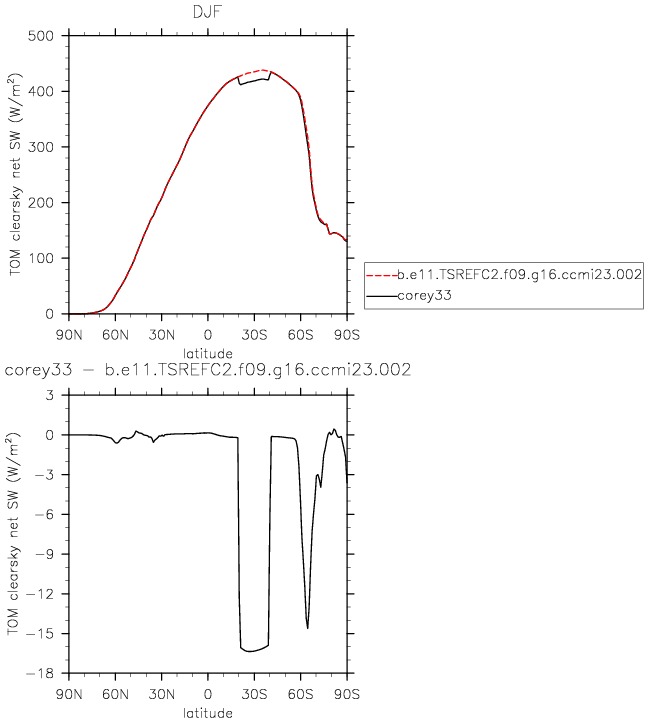 DJF
500
400
300
200
100
0
TOM clearsky net SW (W/m²)
90N 60N 30N 0 30S 60S 90S
latitude
b.e11.TSREFC2.f09.g16.ccmi23.002
corey33
corey33 − b.e11.TSREFC2.f09.g16.ccmi23.002
3
0
−3
−6
−9
−12
−15
−18
TOM clearsky net SW (W/m²)
90N 60N 30N 0 30S 60S 90S
latitude